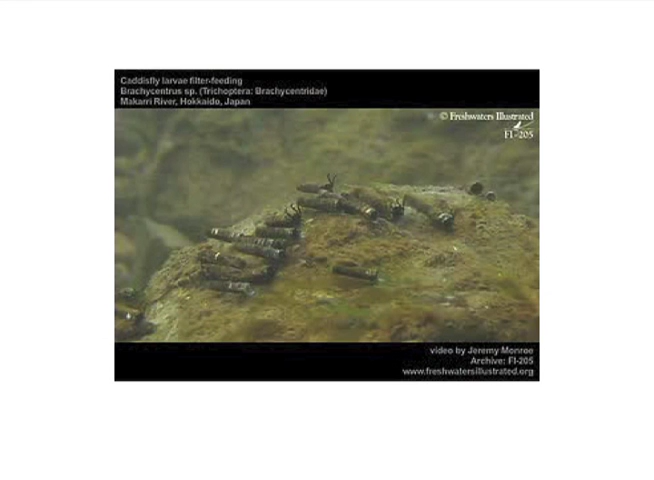 Caddisfly larvae filter-feeding
Brachycentrus sp. (Trichoptera: Brachycentridae)
Makarri River, Hokkaido, Japan
© Freshwaters Illustrated
FI-205
video by Jeremy Monroe
Archive: FI-205
www.freshwatersillustrated.org